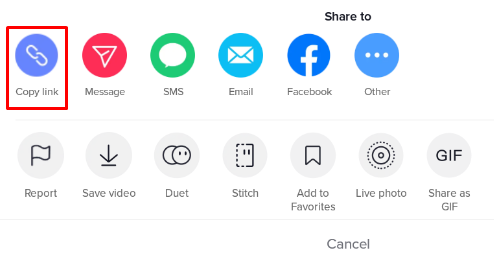 Share to
Copy link
Message
SMS
Email
Facebook
Other
Report
Save video
Duet
Stitch
Add to
Favorites
Live photo
GIF
Share as
GIF
Cancel